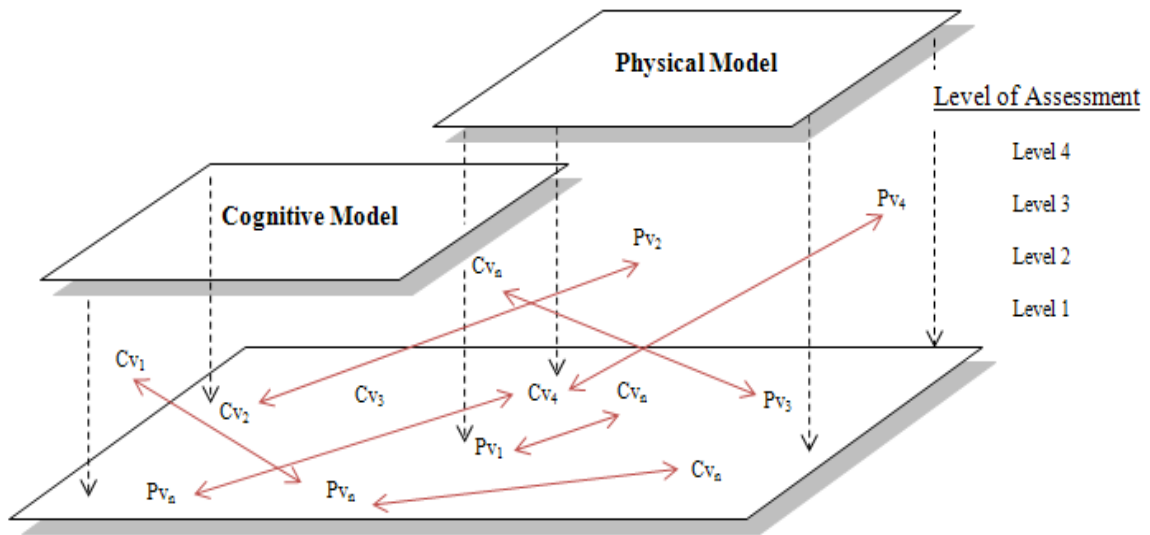 Physical Model
Level of Assessment
Level 4
Cognitive Model
Level 3
Pv₄
Pv₂
Level 2
Cvₙ
Level 1
Cv₁
Cv₂
Cv₃
Cv₄
Cvₙ
Pv₃
Pv₁
Cvₙ
Pvₙ
Pvₙ